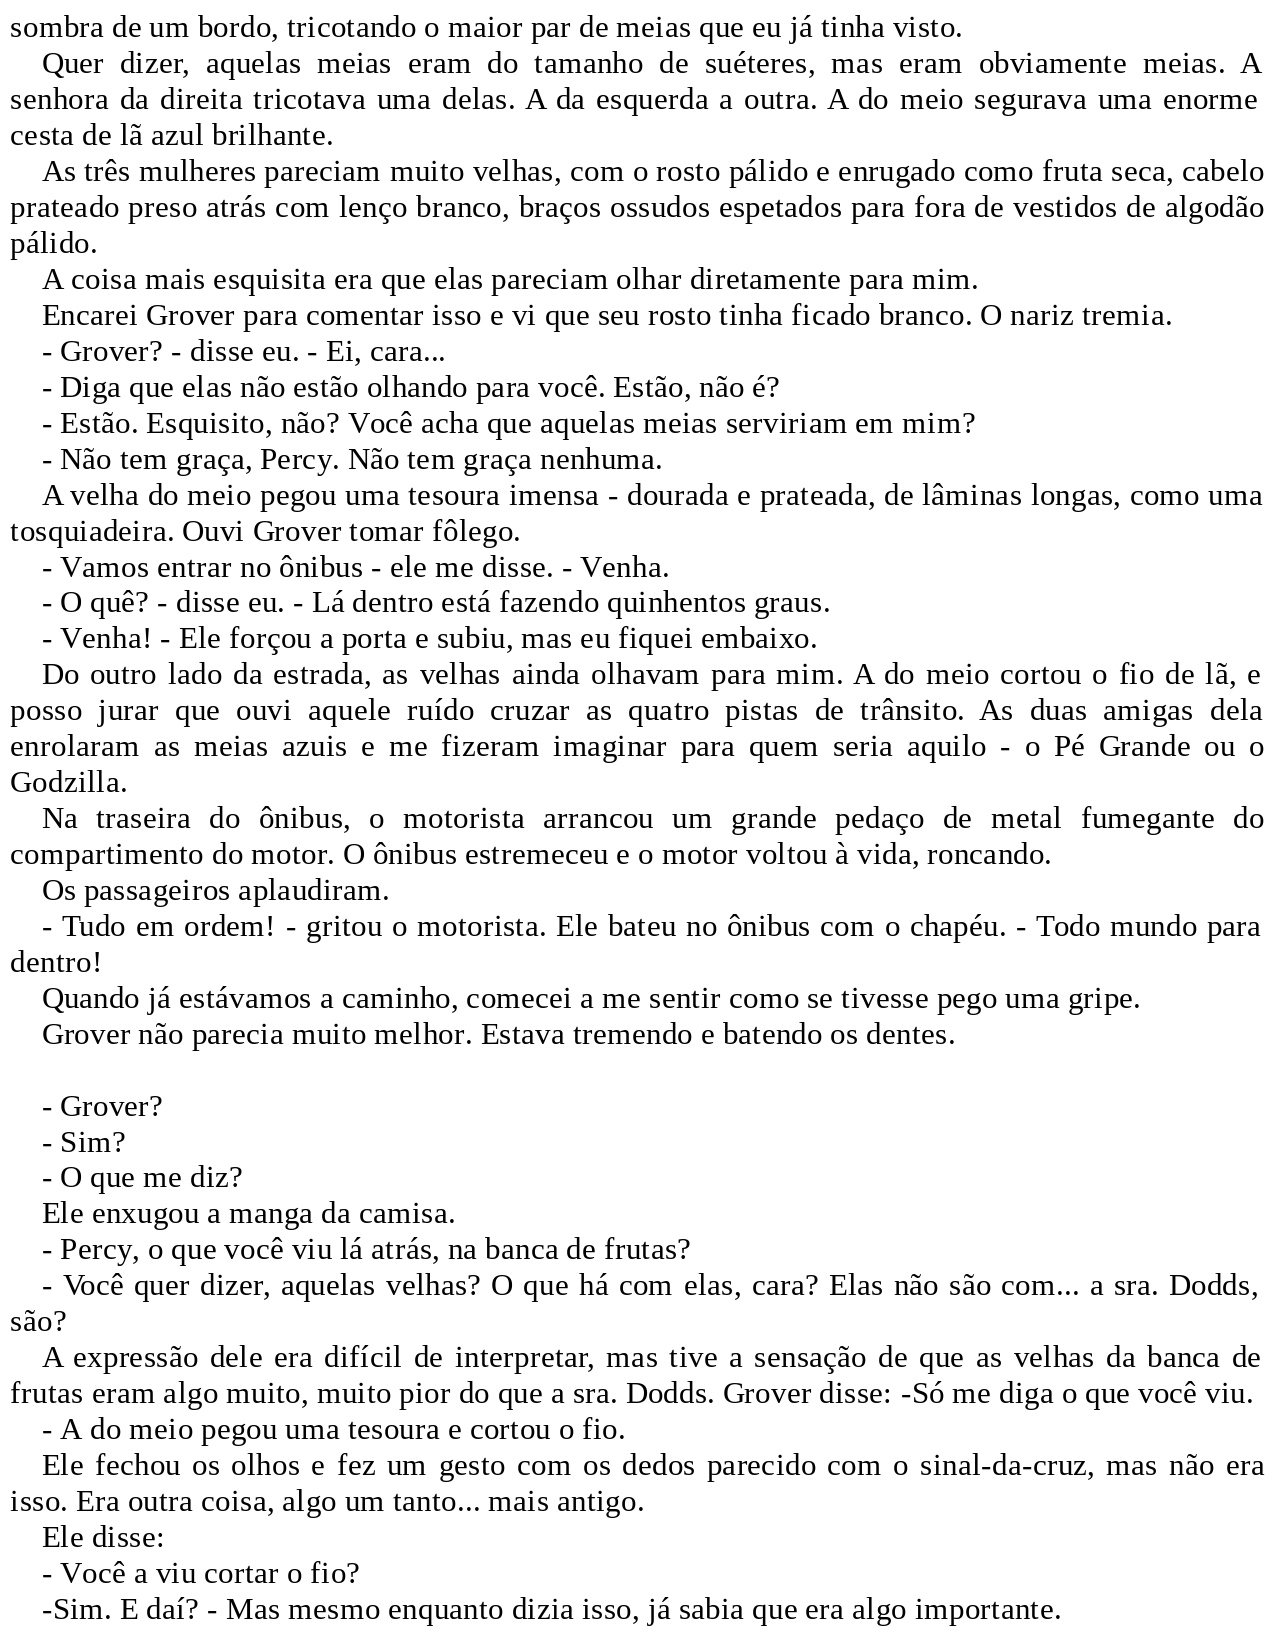 sombra de um bordo, tricotando o maior par de meias que eu já tinha visto.
Quer dizer, aquelas meias eram do tamanho de suéteres, mas eram obviamente meias. A
senhora da direita tricotava uma delas. A da esquerda a outra. A do meio segurava uma enorme
cesta de lã azul brilhante.
As três mulheres pareciam muito velhas, com o rosto pálido e enrugado como fruta seca, cabelo
prateado preso atrás com lenço branco, braços ossudos espetados para fora de vestidos de algodão
pálido.
A coisa mais esquisita era que elas pareciam olhar diretamente para mim.
Encarei Grover para comentar isso e vi que seu rosto tinha ficado branco. O nariz tremia.
- Grover? - disse eu. - Ei, cara...
- Diga que elas não estão olhando para você. Estão, não é?
- Estão. Esquisito, não? Você acha que aquelas meias serviriam em mim?
- Não tem graça, Percy. Não tem graça nenhuma.
A velha do meio pegou uma tesoura imensa - dourada e prateada, de lâminas longas, como uma
tosquiadeira. Ouvi Grover tomar fôlego.
- Vamos entrar no ônibus - ele me disse. - Venha.
- O quê? - disse eu. - Lá dentro está fazendo quinhentos graus.
- Venha! - Ele forçou a porta e subiu, mas eu fiquei embaixo.
Do outro lado da estrada, as velhas ainda olhavam para mim. A do meio cortou o fio de lã, e
posso jurar que ouvi aquele ruído cruzar as quatro pistas de trânsito. As duas amigas dela
enrolaram as meias azuis e me fizeram imaginar para quem seria aquilo - o Pé Grande ou o
Godzilla.
Na traseira do ônibus, o motorista arrancou um grande pedaço de metal fumegante do
compartimento do motor. O ônibus estremeceu e o motor voltou à vida, roncando.
Os passageiros aplaudiram.
- Tudo em ordem! - gritou o motorista. Ele bateu no ônibus com o chapéu. - Todo mundo para
dentro!
Quando já estávamos a caminho, comecei a me sentir como se tivesse pego uma gripe.
Grover não parecia muito melhor. Estava tremendo e batendo os dentes.
- Grover?
- Sim?
- O que me diz?
Ele enxugou a manga da camisa.
- Percy, o que você viu lá atrás, na banca de frutas?
- Você quer dizer, aquelas velhas? O que há com elas, cara? Elas não são com... a sra. Dodds,
são?
A expressão dele era difícil de interpretar, mas tive a sensação de que as velhas da banca de
frutas eram algo muito, muito pior do que a sra. Dodds. Grover disse: -Só me diga o que você viu.
- A do meio pegou uma tesoura e cortou o fio.
Ele fechou os olhos e fez um gesto com os dedos parecido com o sinal-da-cruz, mas não era
isso. Era outra coisa, algo um tanto... mais antigo.
Ele disse:
- Você a viu cortar o fio?
-Sim. E daí? - Mas mesmo enquanto dizia isso, já sabia que era algo importante.